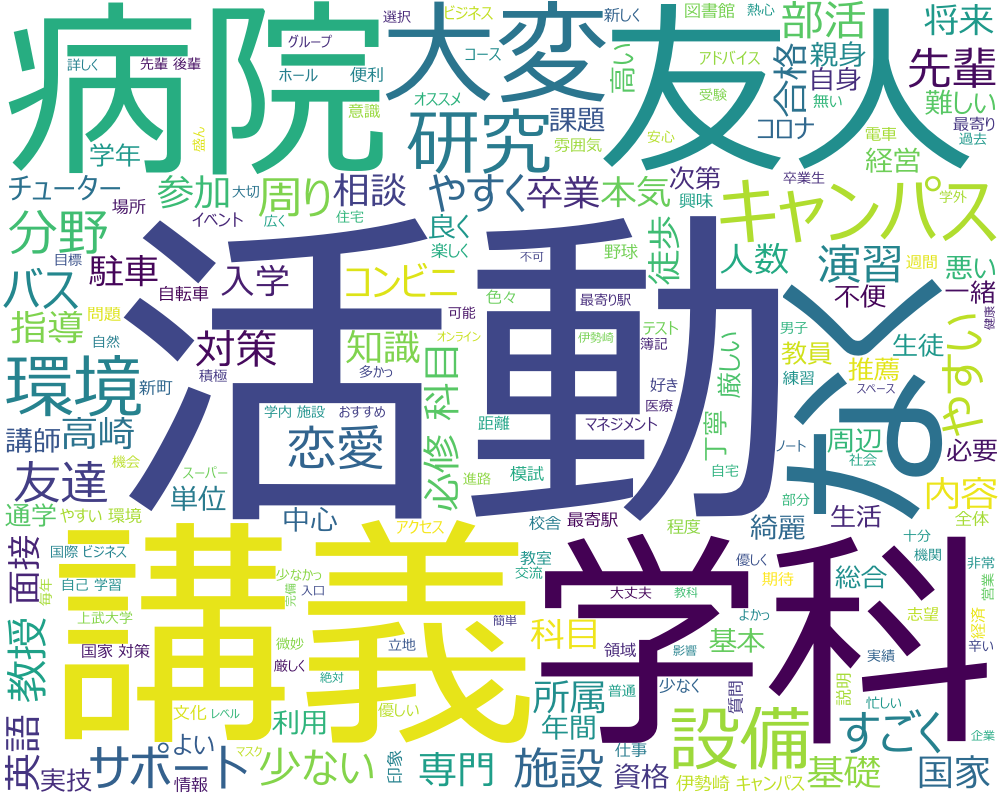 選択
ビジネス
新しく
図書館
熱心
将来
病院
大変
友人
部活
グループ
コース
高い
アドバイス
親身
先輩
詳しく
先輩 後輩
ホール
便利
合格
自身
オススメ
意識
研究
課題
受験
無い
難しい
コロナ
最寄り
学年
盛ん
雰囲気
安心
電車
過去
経営
チューター
参加
大切
周り
相談
やすく
卒業
本気
次第
卒業生
興味
キャンパス
学外
場所
分野
イベント
広く
住宅
良く
楽しく
不可
野球
徒歩
人数
演習
週間
悪い
目標
バス
駐車
自転車
入学
コンビニ
色々
最寄り駅
不便
一緒
健康
指導
問題
対策
可能
オンライン
伊勢崎
テスト
簿記
男子
教員
生徒
やすい
自然
知識
環境
新町
積極
多かっ
科目
厳しい
好き
練習
推薦
スペース
活動
なく
学内 施設
おすすめ
距離
マネジメント
医療
講師
高崎
恋愛
必修
丁寧
ノート
周辺
社会
必要
友達
機会
スーパー
進路
模試
自宅
部分
内容
単位
通学
やすい 環境
中心
アクセス
校舎
最寄駅
程度
綺麗
生活
全体
講義
学科
面接
国際 ビジネス
少なかっ
教室
優しく
十分
毎年
自己 学習
完備
入口
交流
大丈夫
教科
期待
総合
機関
非常
営業
上武大学
簡単
科目
よかっ
基本
志望
経済
教授
国家 対策
微妙
立地
領域
影響
実績
辛い
厳しく
絶対
所属
普通
少なく
質問
説明
忙しい
文化
レベル
利用
優しい
年間
設備
すごく
企業
英語
サポート
よい
マスク
仕事
実技
情報
少ない
印象
専門
施設
資格
伊勢崎 キャンパス
基礎
国家